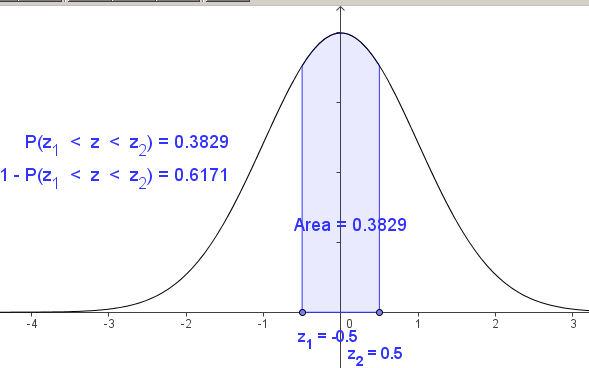 P(z₁ < z < z₂) = 0.3829
1 - P(z₁ < z < z₂) = 0.6171
Area = 0.3829
-4 -3 -2 -1 0 1 2 3
z₁ = -0.5
z₂ = 0.5